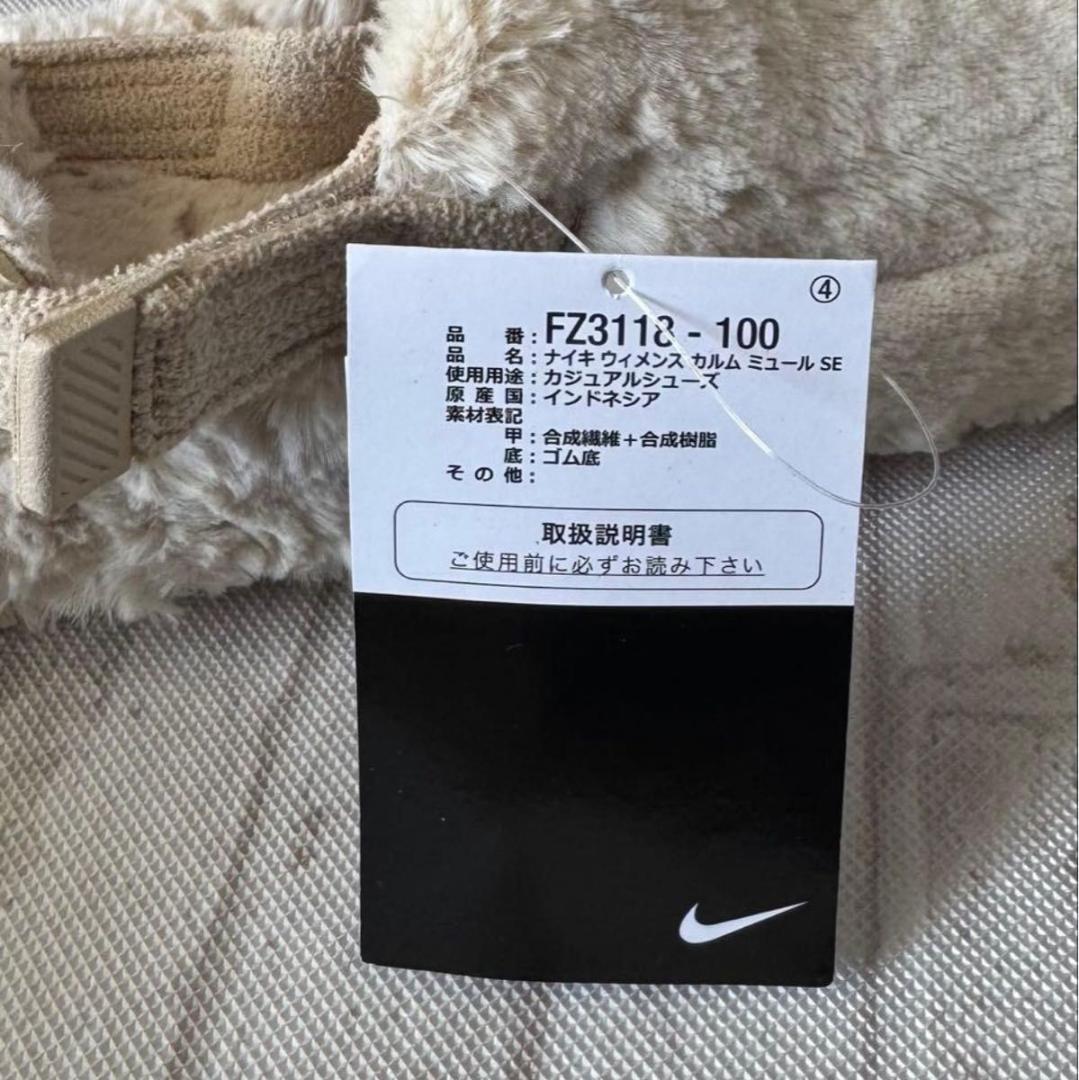 ④
品番：FZ3118 - 100
品名：ナイキ ウィメンズ カルム ミュール SE
使用用途：カジュアルシューズ
原産国：インドネシア
素材表記
甲：合成繊維＋合成樹脂
底：ゴム底
その他：
取扱説明書
ご使用前に必ずお読み下さい